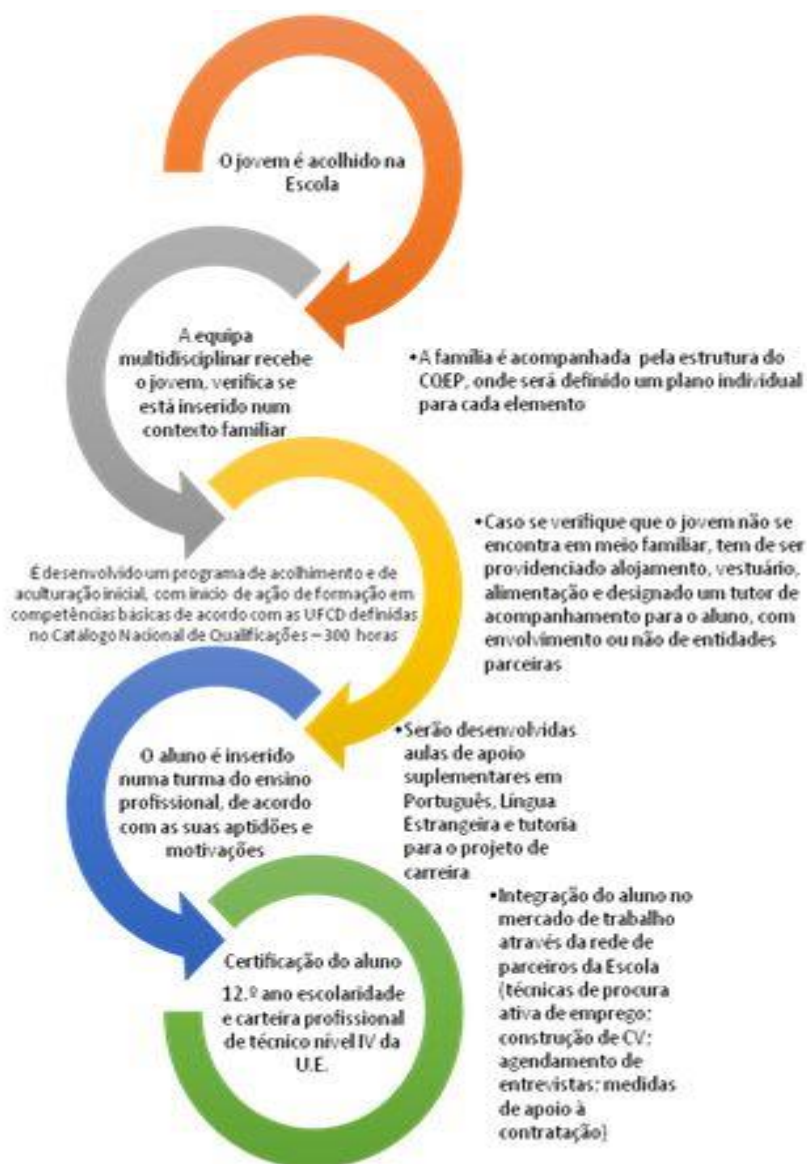 O jovem é acolhido na
Escola
A equipa
multidisciplinar recebe
o jovem, verifica se
está inserido num
contexto familiar
•A família é acompanhada pela estrutura do
COEP, onde será definido um plano individual
para cada elemento
É desenvolvido um programa de acolhimento e de
aculturação inicial, com inicio de ação de formação em
competências básicas de acordo com as UFCD definidas
no Catálogo Nacional de Qualificações – 300 horas
•Caso se verifique que o jovem não se
encontra em meio familiar, tem de ser
providenciado alojamento, vestuário,
alimentação e designado um tutor de
acompanhamento para o aluno, com
envolvimento ou não de entidades
parceiras
O aluno é inserido
numa turma do ensino
profissional, de acordo
com as suas aptidões e
motivações
•Serão desenvolvidas
aulas de apoio
suplementares em
Português, Língua
Estrangeira e tutoria
para o projeto de
carreira
Certificação do aluno
12.º ano escolaridade
e carteira profissional
de técnico nível IV da
U.E.
•Integração do aluno no
mercado de trabalho
através da rede de
parceiros da Escola
(técnicas de procura
ativa de emprego;
construção de CV;
agendamento de
entrevistas; medidas
de apoio à
contratação)